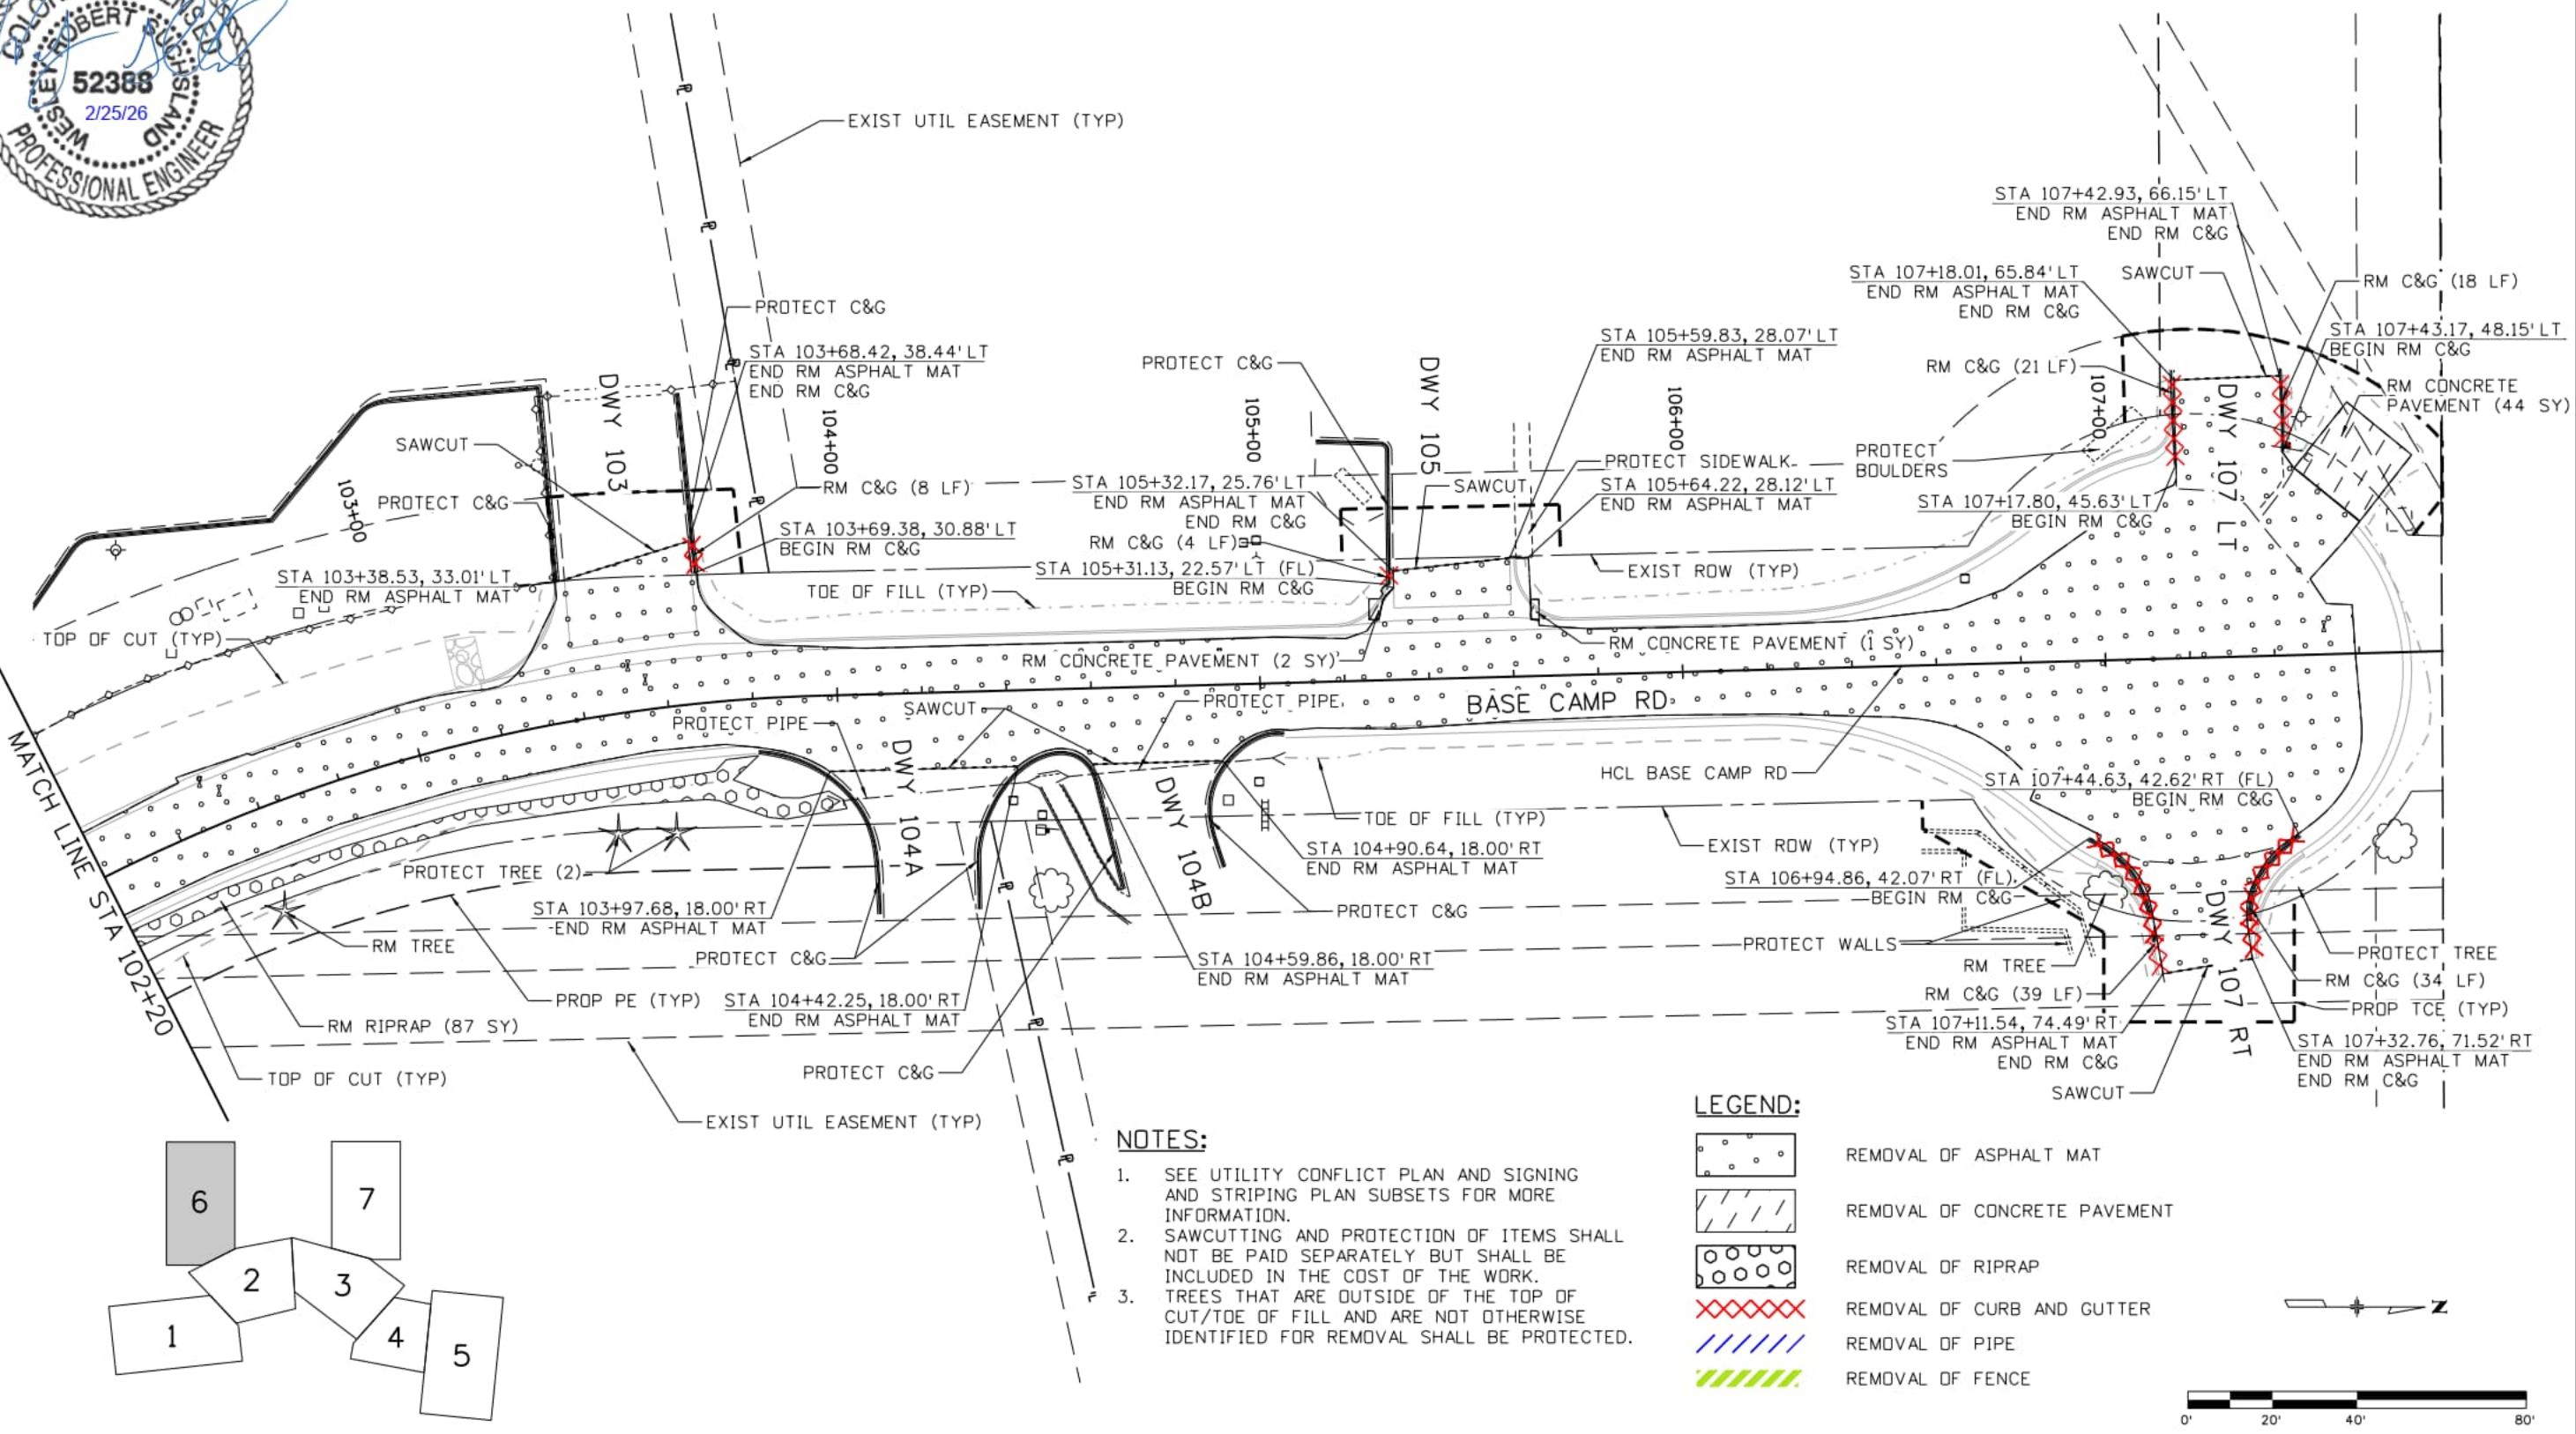 COLO
ENSED
WESLEY ROBERT SUCHSLAND
52388
2/25/26
PROFESSIONAL ENGINEER
EXIST UTIL EASEMENT (TYP)
STA 107+42.93, 66.15' LT
END RM ASPHALT MAT
END RM C&G
STA 107+18.01, 65.84' LT
END RM ASPHALT MAT
END RM C&G
SAWCUT
RM C&G (18 LF)
STA 107+43.17, 48.15' LT
BEGIN RM C&G
PROTECT C&G
STA 103+68.42, 38.44' LT
END RM ASPHALT MAT
END RM C&G
PROTECT C&G
STA 105+59.83, 28.07' LT
END RM ASPHALT MAT
RM C&G (21 LF)
RM CONCRETE
PAVEMENT (44 SY)
DWY 103
104+00
105+00
DWY 105
106+00
107+00
DWY 107 LT
SAWCUT
PROTECT C&G
103+00
RM C&G (8 LF)
STA 103+69.38, 30.88' LT
BEGIN RM C&G
STA 105+32.17, 25.76' LT
END RM ASPHALT MAT
END RM C&G
RM C&G (4 LF)
STA 105+31.13, 22.57' LT (FL)
BEGIN RM C&G
SAWCUT
PROTECT SIDEWALK
STA 105+64.22, 28.12' LT
END RM ASPHALT MAT
PROTECT
BOULDERS
STA 107+17.80, 45.63' LT
BEGIN RM C&G
STA 103+38.53, 33.01' LT
END RM ASPHALT MAT
TOE OF FILL (TYP)
EXIST ROW (TYP)
TOP OF CUT (TYP)
RM CONCRETE PAVEMENT (2 SY)
RM CONCRETE PAVEMENT (1 SY)
PROTECT PIPE
SAWCUT
PROTECT PIPE
BASE CAMP RD
HCL BASE CAMP RD
STA 107+44.63, 42.62' RT (FL)
BEGIN RM C&G
MATCH LINE STA 102+20
DWY 104A
DWY 104B
TOE OF FILL (TYP)
EXIST ROW (TYP)
STA 104+90.64, 18.00' RT
END RM ASPHALT MAT
STA 106+94.86, 42.07' RT (FL)
BEGIN RM C&G
PROTECT TREE (2)
STA 103+97.68, 18.00' RT
END RM ASPHALT MAT
PROTECT C&G
RM TREE
PROTECT C&G
STA 104+59.86, 18.00' RT
END RM ASPHALT MAT
PROTECT WALLS
RM TREE
RM C&G (39 LF)
DWY 107 RT
PROTECT TREE
RM C&G (34 LF)
PROP TCE (TYP)
PROP PE (TYP)
STA 104+42.25, 18.00' RT
END RM ASPHALT MAT
RM RIPRAP (87 SY)
STA 107+11.54, 74.49' RT
END RM ASPHALT MAT
END RM C&G
STA 107+32.76, 71.52' RT
END RM ASPHALT MAT
END RM C&G
TOP OF CUT (TYP)
PROTECT C&G
SAWCUT
EXIST UTIL EASEMENT (TYP)
6
7
2
3
1
4
5
NOTES:
1. SEE UTILITY CONFLICT PLAN AND SIGNING
AND STRIPING PLAN SUBSETS FOR MORE
INFORMATION.
2. SAWCUTTING AND PROTECTION OF ITEMS SHALL
NOT BE PAID SEPARATELY BUT SHALL BE
INCLUDED IN THE COST OF THE WORK.
3. TREES THAT ARE OUTSIDE OF THE TOP OF
CUT/TOE OF FILL AND ARE NOT OTHERWISE
IDENTIFIED FOR REMOVAL SHALL BE PROTECTED.
LEGEND:
REMOVAL OF ASPHALT MAT
REMOVAL OF CONCRETE PAVEMENT
REMOVAL OF RIPRAP
REMOVAL OF CURB AND GUTTER
REMOVAL OF PIPE
REMOVAL OF FENCE
N
0' 20' 40' 80'